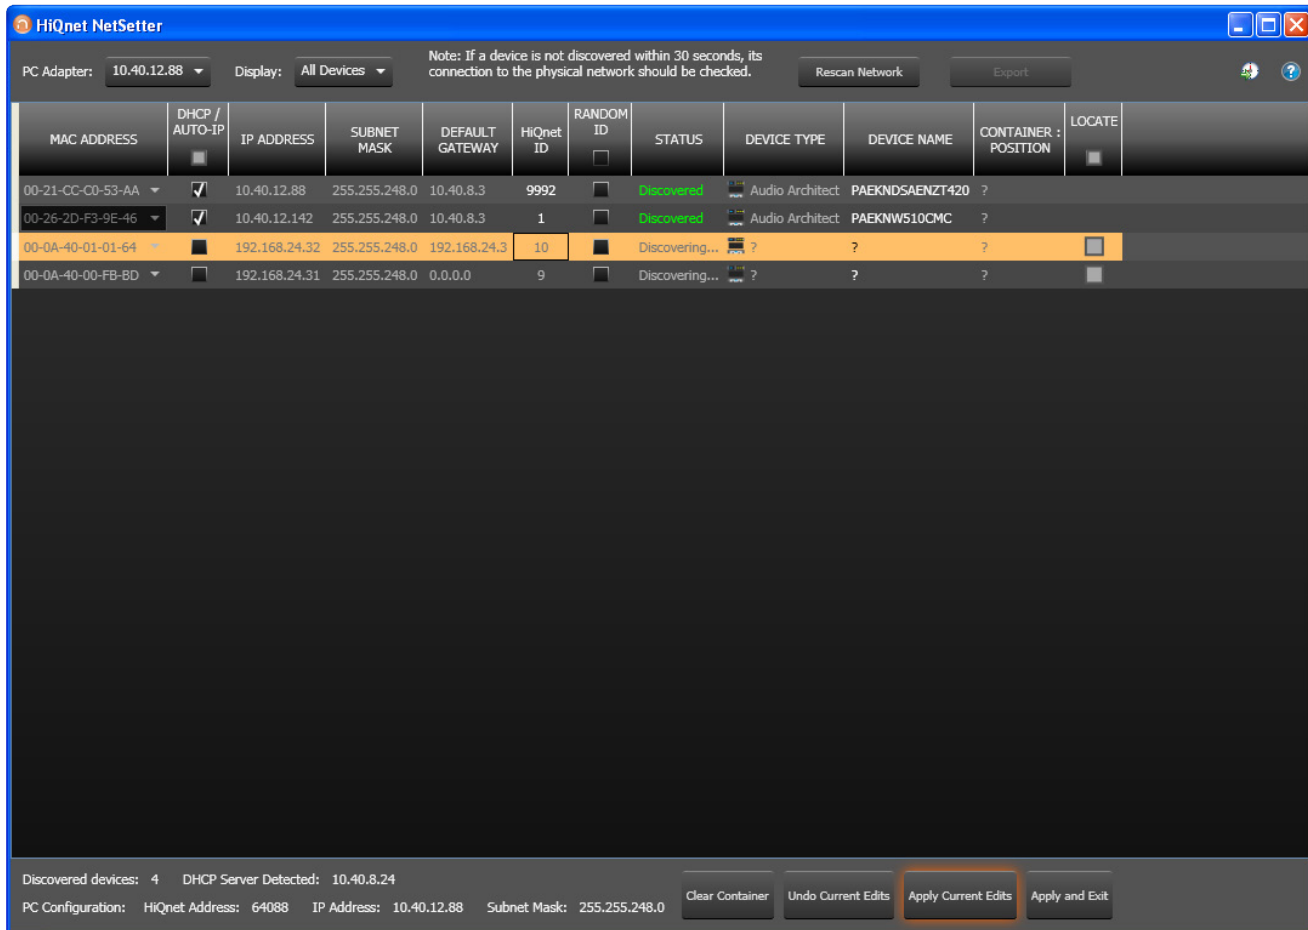 HiQnet NetSetter
Note: If a device is not discovered within 30 seconds, its
connection to the physical network should be checked.
PC Adapter: 10.40.12.88 Display: All Devices Rescan Network Export
MAC ADDRESS DHCP / AUTO-IP IP ADDRESS SUBNET MASK DEFAULT GATEWAY HiQnet ID RANDOM ID STATUS DEVICE TYPE DEVICE NAME CONTAINER : POSITION LOCATE
00-21-CC-C0-53-AA 10.40.12.88 255.255.248.0 10.40.8.3 9992 Discovered Audio Architect PAEKNDSAENZT420 ?
00-26-2D-F3-9E-46 10.40.12.142 255.255.248.0 10.40.8.3 1 Discovered Audio Architect PAEKNW510CMC ?
00-0A-40-01-01-64 192.168.24.32 255.255.248.0 192.168.24.3 10 Discovering... ? ? ?
00-0A-40-00-FB-BD 192.168.24.31 255.255.248.0 0.0.0.0 9 Discovering... ? ? ?
Discovered devices: 4 DHCP Server Detected: 10.40.8.24
PC Configuration: HiQnet Address: 64088 IP Address: 10.40.12.88 Subnet Mask: 255.255.248.0
Clear Container Undo Current Edits Apply Current Edits Apply and Exit